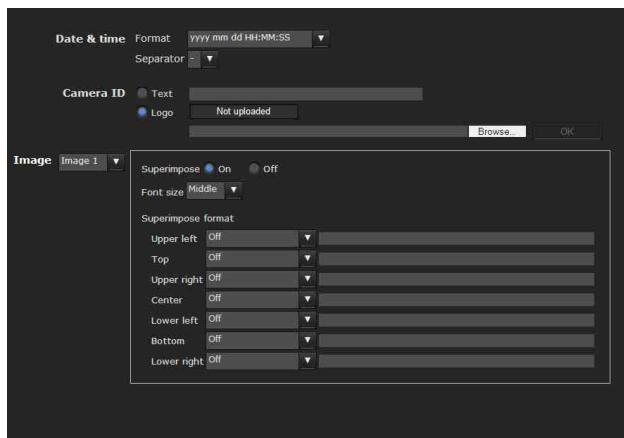 Date & time Format yyyy mm dd HH:MM:SS
Separator -
Camera ID Text
Logo Not uploaded
Browse... OK
Image Image 1
Superimpose On Off
Font size Middle
Superimpose format
Upper left Off
Top Off
Upper right Off
Center Off
Lower left Off
Bottom Off
Lower right Off